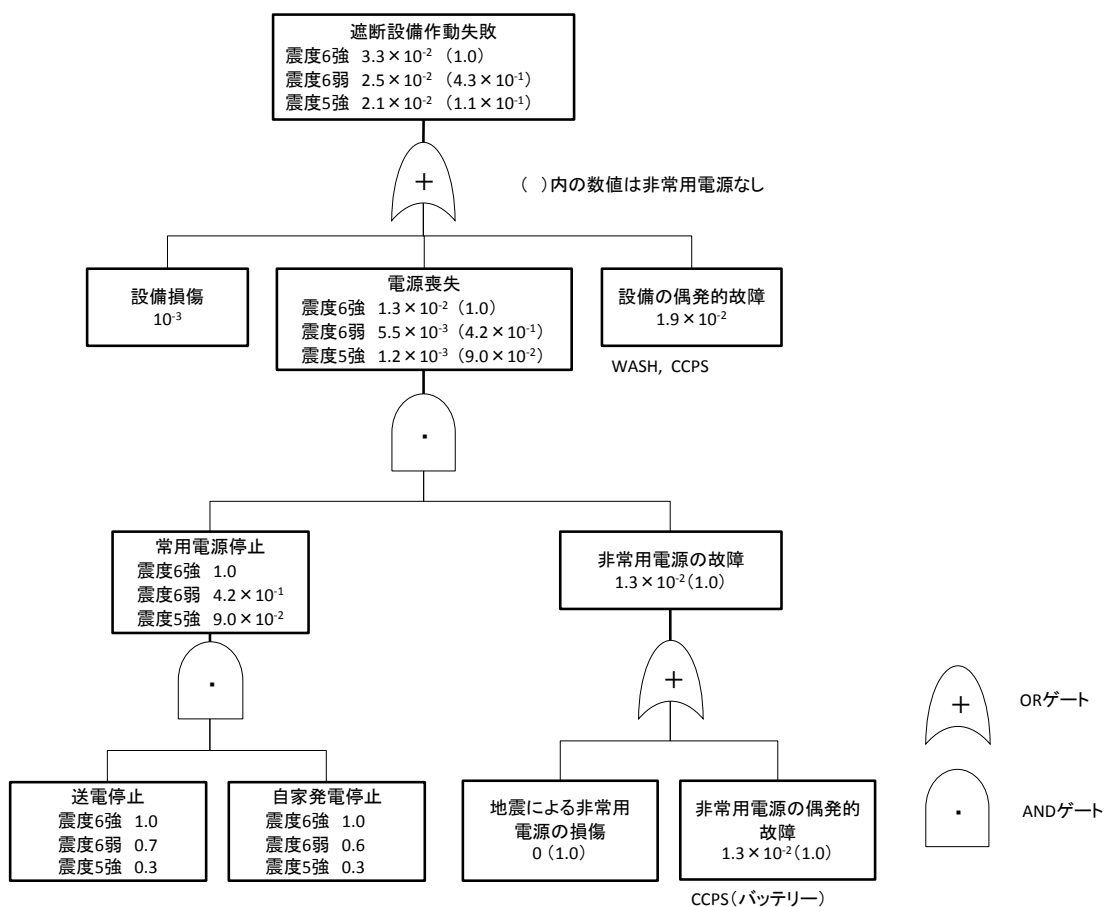 遮断設備作動失敗
震度6強 3.3×10⁻² (1.0)
震度6弱 2.5×10⁻² (4.3×10⁻¹)
震度5強 2.1×10⁻² (1.1×10⁻¹)
+
( )内の数値は非常用電源なし
設備損傷
10⁻³
電源喪失
震度6強 1.3×10⁻² (1.0)
震度6弱 5.5×10⁻³ (4.2×10⁻¹)
震度5強 1.2×10⁻³ (9.0×10⁻²)
設備の偶発的故障
1.9×10⁻²
WASH, CCPS
・
常用電源停止
震度6強 1.0
震度6弱 4.2×10⁻¹
震度5強 9.0×10⁻²
非常用電源の故障
1.3×10⁻²(1.0)
・
+
送電停止
震度6強 1.0
震度6弱 0.7
震度5強 0.3
自家発電停止
震度6強 1.0
震度6弱 0.6
震度5強 0.3
地震による非常用
電源の損傷
0 (1.0)
非常用電源の偶発的
故障
1.3×10⁻²(1.0)
CCPS(バッテリー)
+
ORゲート
・
ANDゲート